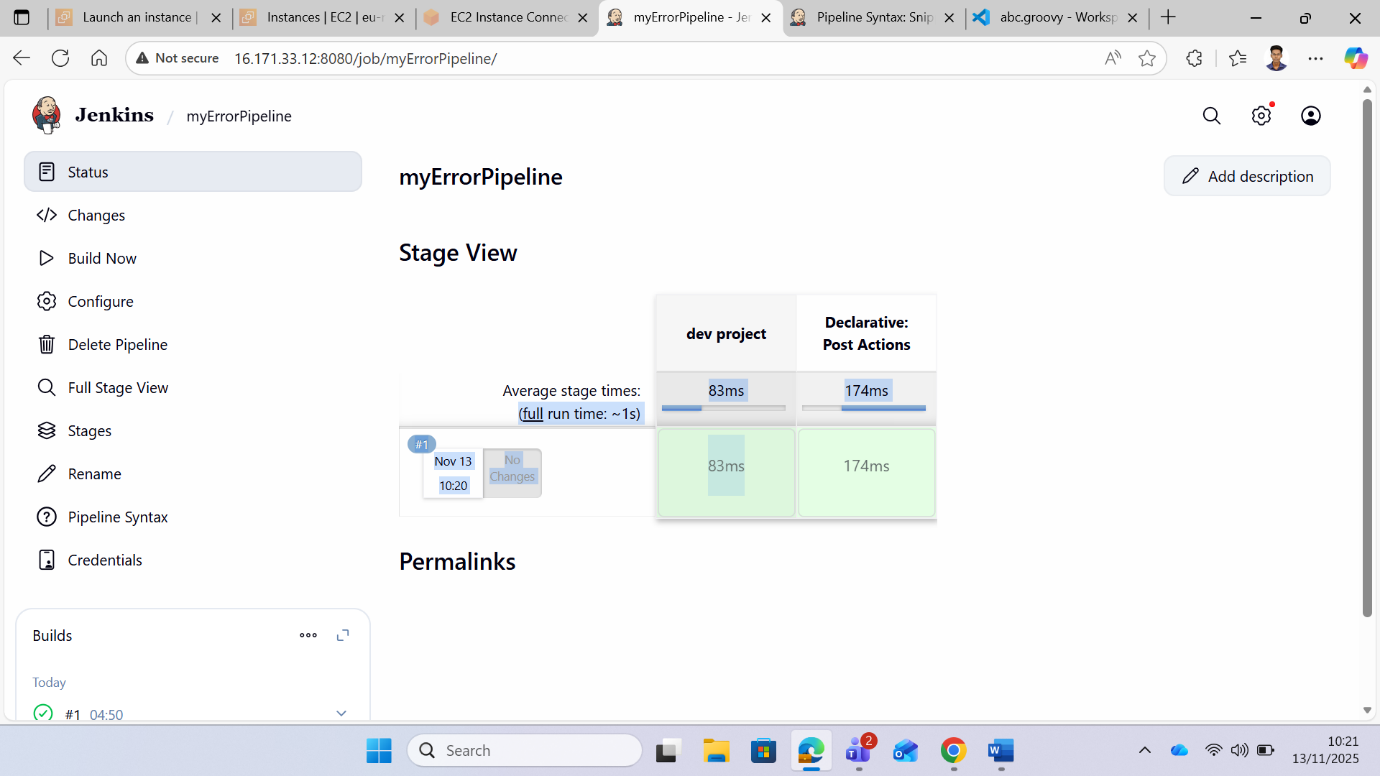 Launch an instance |
Instances | EC2 | eu-n
EC2 Instance Connec
myErrorPipeline - Jen
Pipeline Syntax: Snip
abc.groovy - Worksp
Not secure 16.171.33.12:8080/job/myErrorPipeline/
Jenkins / myErrorPipeline
Status
Changes
Build Now
Configure
Delete Pipeline
Full Stage View
Stages
Rename
Pipeline Syntax
Credentials
Builds
Today
#1 04:50
myErrorPipeline
Add description
Stage View
dev project
Declarative:
Post Actions
Average stage times:
(full run time: ~1s)
83ms
174ms
#1
Nov 13
10:20
No
Changes
83ms
174ms
Permalinks
Search
2
10:21
13/11/2025